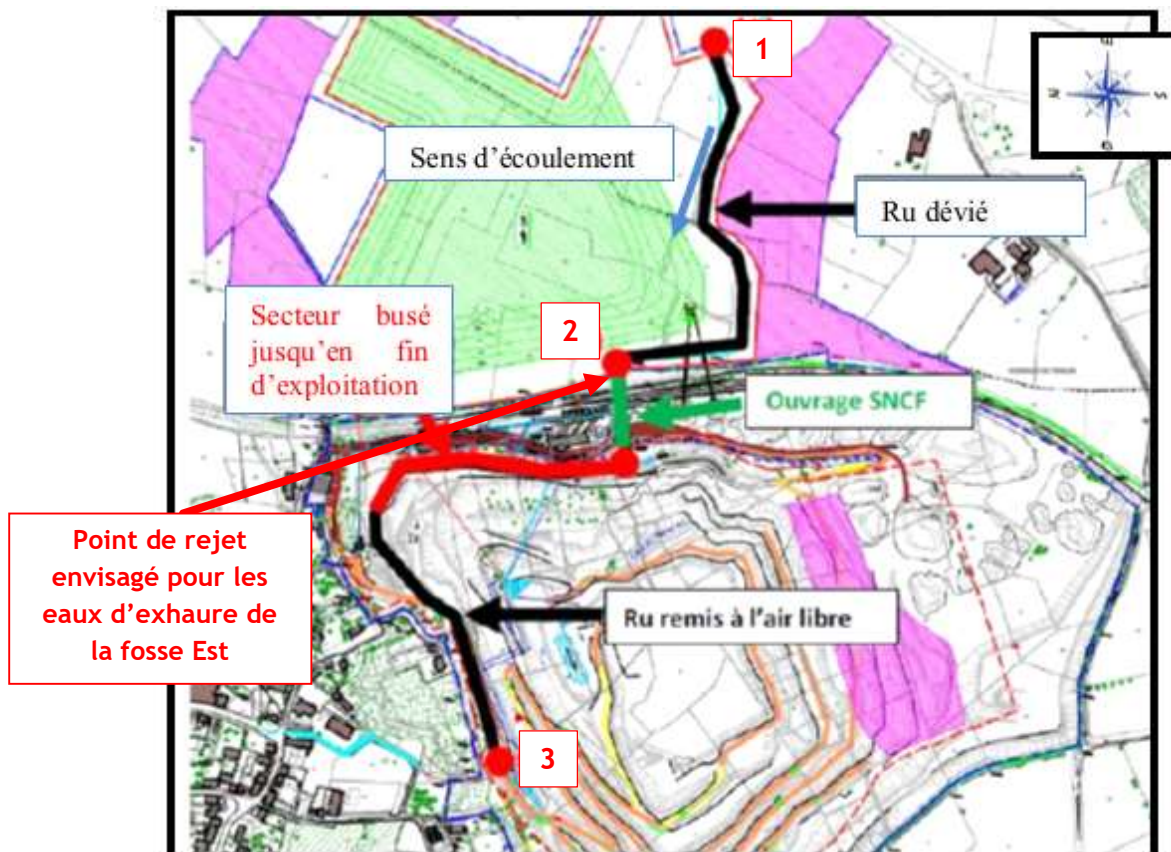 1
Sens d'écoulement
Ru dévié
Secteur busé
jusqu'en fin
d'exploitation
2
Ouvrage SNCF
Point de rejet
envisagé pour les
eaux d'exhaure de
la fosse Est
Ru remis à l'air libre
3
E
N
S
O